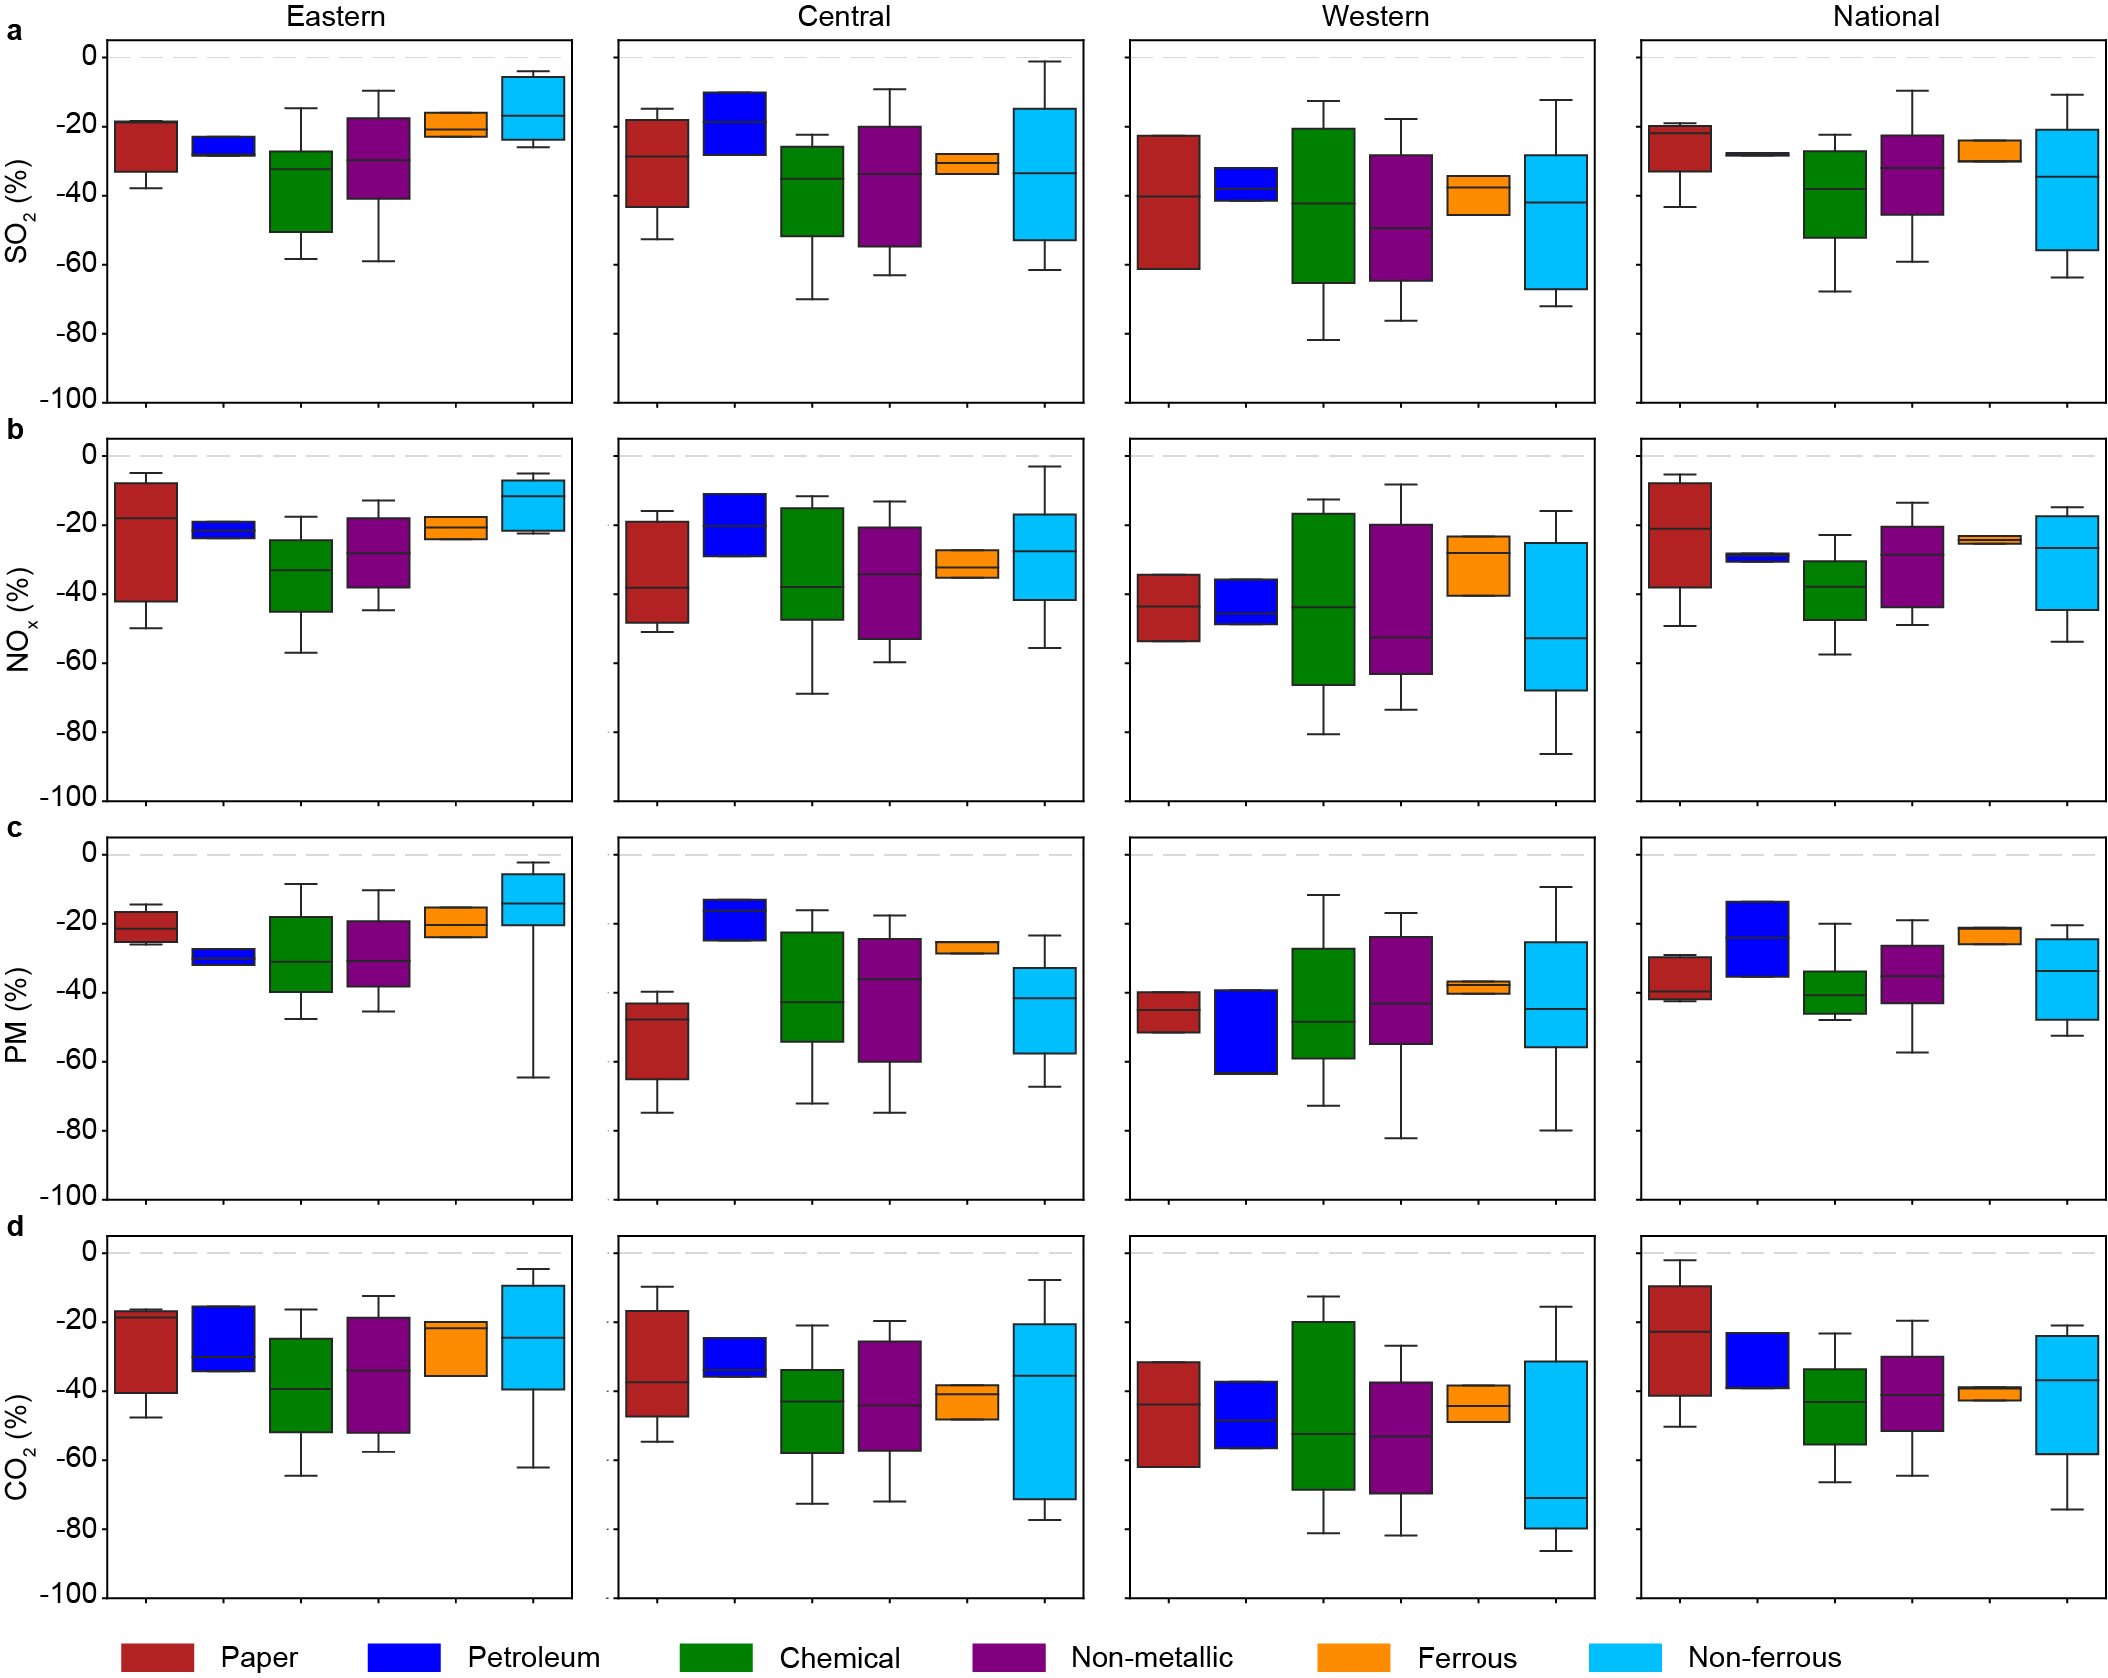 Eastern Central Western National
a
0
-20
-40
-60
-80
-100
SO2 (%)
b
0
-20
-40
-60
-80
-100
NOx (%)
c
0
-20
-40
-60
-80
-100
PM (%)
d
0
-20
-40
-60
-80
-100
CO2 (%)
Paper Petroleum Chemical Non-metallic Ferrous Non-ferrous